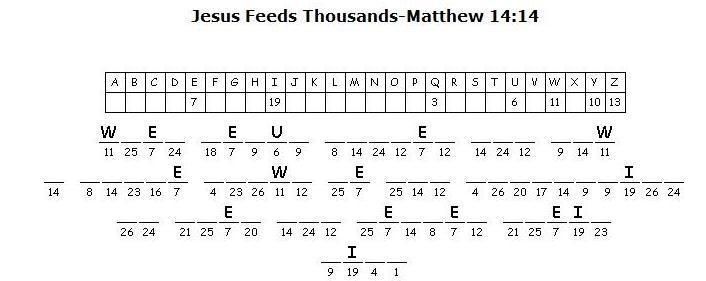 Jesus Feeds Thousands-Matthew 14:14
A B C D E F G H I J K L M N O P Q R S T U V W X Y Z
7 19 3 6 11 10 13
W E E U E W
11 25 7 24 18 7 9 6 9 8 14 24 12 7 12 14 24 12 9 14 11
E W E I
14 8 14 23 16 7 4 23 26 11 12 25 7 25 14 12 4 26 20 17 14 9 9 19 26 24
E E E E I
26 24 21 25 7 20 14 24 12 25 7 14 8 7 12 21 25 7 19 23
I
9 19 4 1